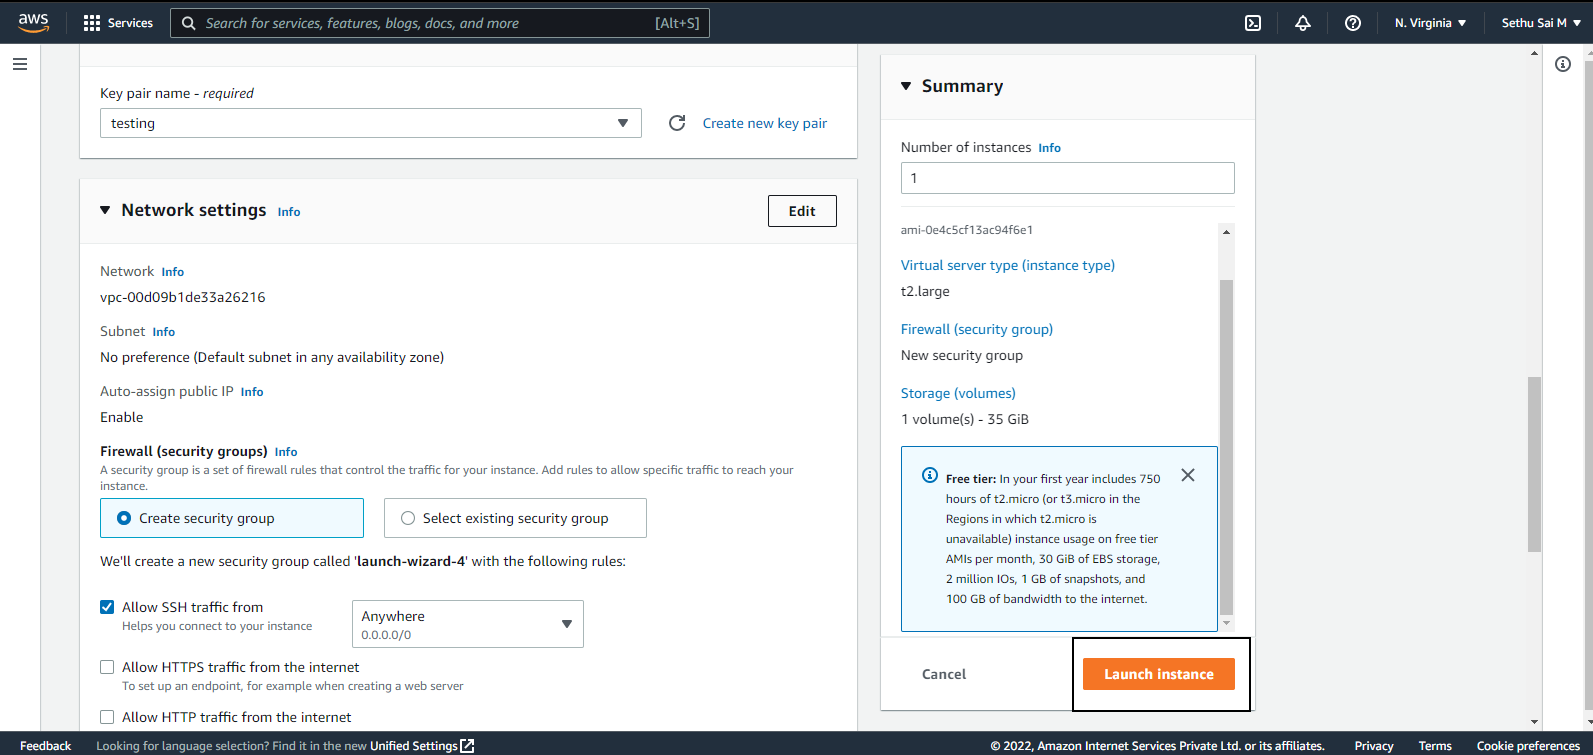 aws
Services
Search for services, features, blogs, docs, and more
[Alt+S]
N. Virginia
Sethu Sai M
Key pair name - required
testing
Create new key pair
Network settings Info
Edit
Network Info
vpc-00d09b1de33a26216
Subnet Info
No preference (Default subnet in any availability zone)
Auto-assign public IP Info
Enable
Firewall (security groups) Info
A security group is a set of firewall rules that control the traffic for your instance. Add rules to allow specific traffic to reach your
instance.
Create security group
Select existing security group
We'll create a new security group called 'launch-wizard-4' with the following rules:
Allow SSH traffic from
Helps you connect to your instance
Anywhere
0.0.0.0/0
Allow HTTPS traffic from the internet
To set up an endpoint, for example when creating a web server
Allow HTTP traffic from the internet
Summary
Number of instances Info
1
ami-0e4c5cf13ac94f6e1
Virtual server type (instance type)
t2.large
Firewall (security group)
New security group
Storage (volumes)
1 volume(s) - 35 GiB
Free tier: In your first year includes 750
hours of t2.micro (or t3.micro in the
Regions in which t2.micro is
unavailable) instance usage on free tier
AMIs per month, 30 GiB of EBS storage,
2 million IOs, 1 GB of snapshots, and
100 GB of bandwidth to the internet.
Cancel
Launch instance
Feedback
Looking for language selection? Find it in the new Unified Settings
© 2022, Amazon Internet Services Private Ltd. or its affiliates.
Privacy
Terms
Cookie preferences